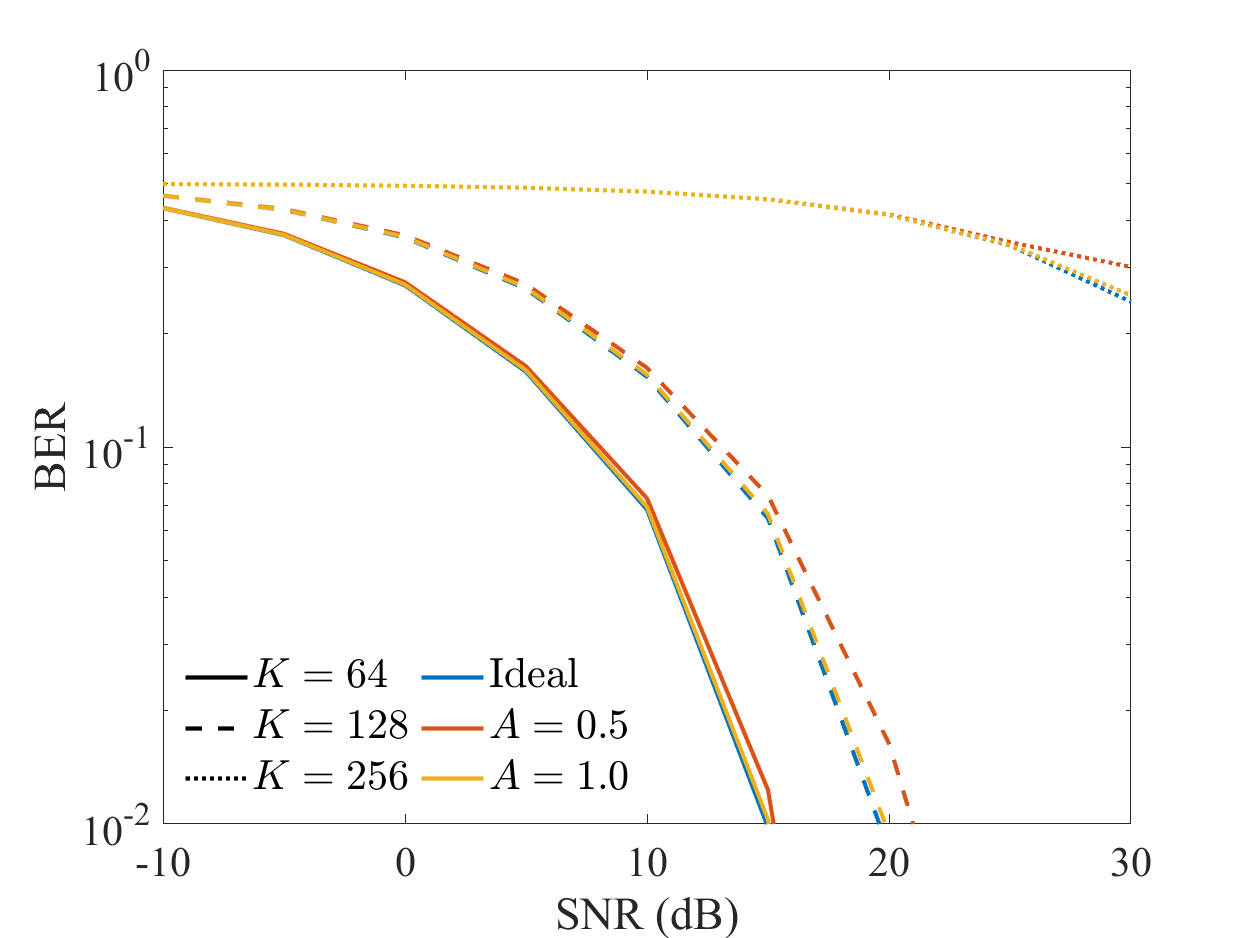 10^0
10^-1
10^-2
BER
K = 64 Ideal
K = 128 A = 0.5
K = 256 A = 1.0
-10 0 10 20 30
SNR (dB)